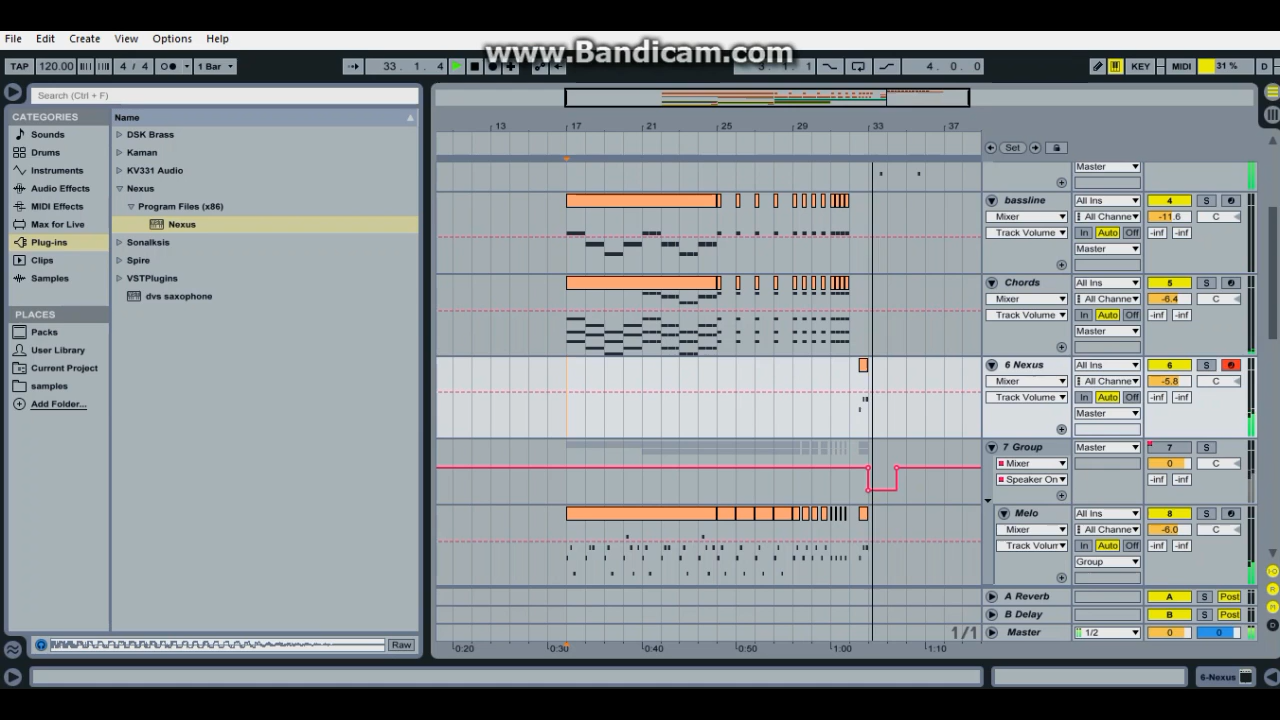 www.Bandicam.com
File Edit Create View Options Help
TAP 120.00 4 / 4 1 Bar 33. 1. 4 3. 1. 1 4. 0. 0 KEY MIDI 31 % D
Search (Ctrl + F)
CATEGORIES
Sounds
Drums
Instruments
Audio Effects
MIDI Effects
Max for Live
Plug-ins
Clips
Samples
PLACES
Packs
User Library
Current Project
samples
Add Folder...
Name
DSK Brass
Kaman
KV331 Audio
Nexus
Program Files (x86)
Nexus
Sonalksis
Spire
VSTPlugins
dvs saxophone
Raw
13 17 21 25 29 33 37
Set
Master
bassline All Ins 4 S
Mixer All Channe -11.6 C
Track Volume In Auto Off -inf -inf
Master
Chords All Ins 5 S
Mixer All Channe -6.4 C
Track Volume In Auto Off -inf -inf
Master
6 Nexus All Ins 6 S
Mixer All Channe -5.8 C
Track Volume In Auto Off -inf -inf
Master
7 Group Master 7 S
Mixer 0 C
Speaker On -inf -inf
Melo All Ins 8 S
Mixer All Channe -6.0 C
Track Volum In Auto Off -inf -inf
Group
A Reverb A S Post
B Delay B S Post
1/1 Master 1/2 0 0
0:20 0:30 0:40 0:50 1:00 1:10
6-Nexus